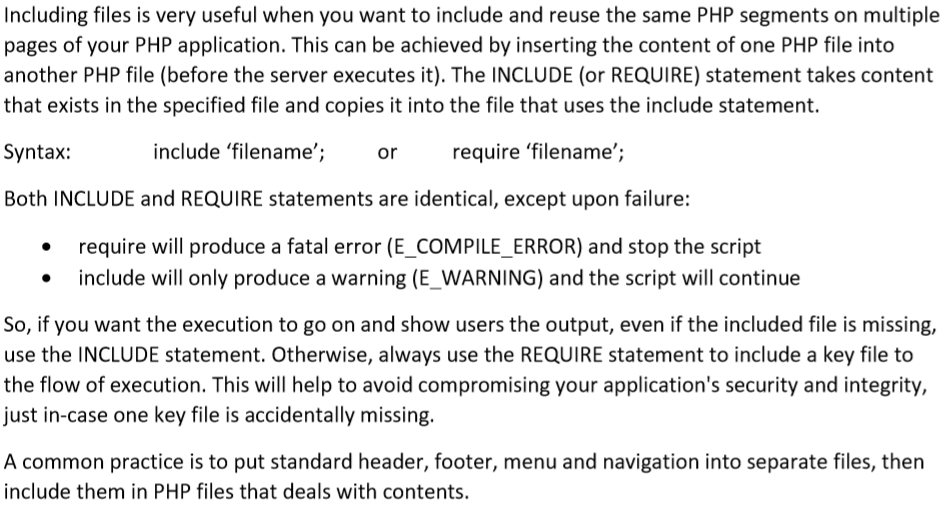 Including files is very useful when you want to include and reuse the same PHP segments on multiple
pages of your PHP application. This can be achieved by inserting the content of one PHP file into
another PHP file (before the server executes it). The INCLUDE (or REQUIRE) statement takes content
that exists in the specified file and copies it into the file that uses the include statement.
Syntax: include ‘filename’; or require ‘filename’;
Both INCLUDE and REQUIRE statements are identical, except upon failure:
• require will produce a fatal error (E_COMPILE_ERROR) and stop the script
• include will only produce a warning (E_WARNING) and the script will continue
So, if you want the execution to go on and show users the output, even if the included file is missing,
use the INCLUDE statement. Otherwise, always use the REQUIRE statement to include a key file to
the flow of execution. This will help to avoid compromising your application's security and integrity,
just in-case one key file is accidentally missing.
A common practice is to put standard header, footer, menu and navigation into separate files, then
include them in PHP files that deals with contents.